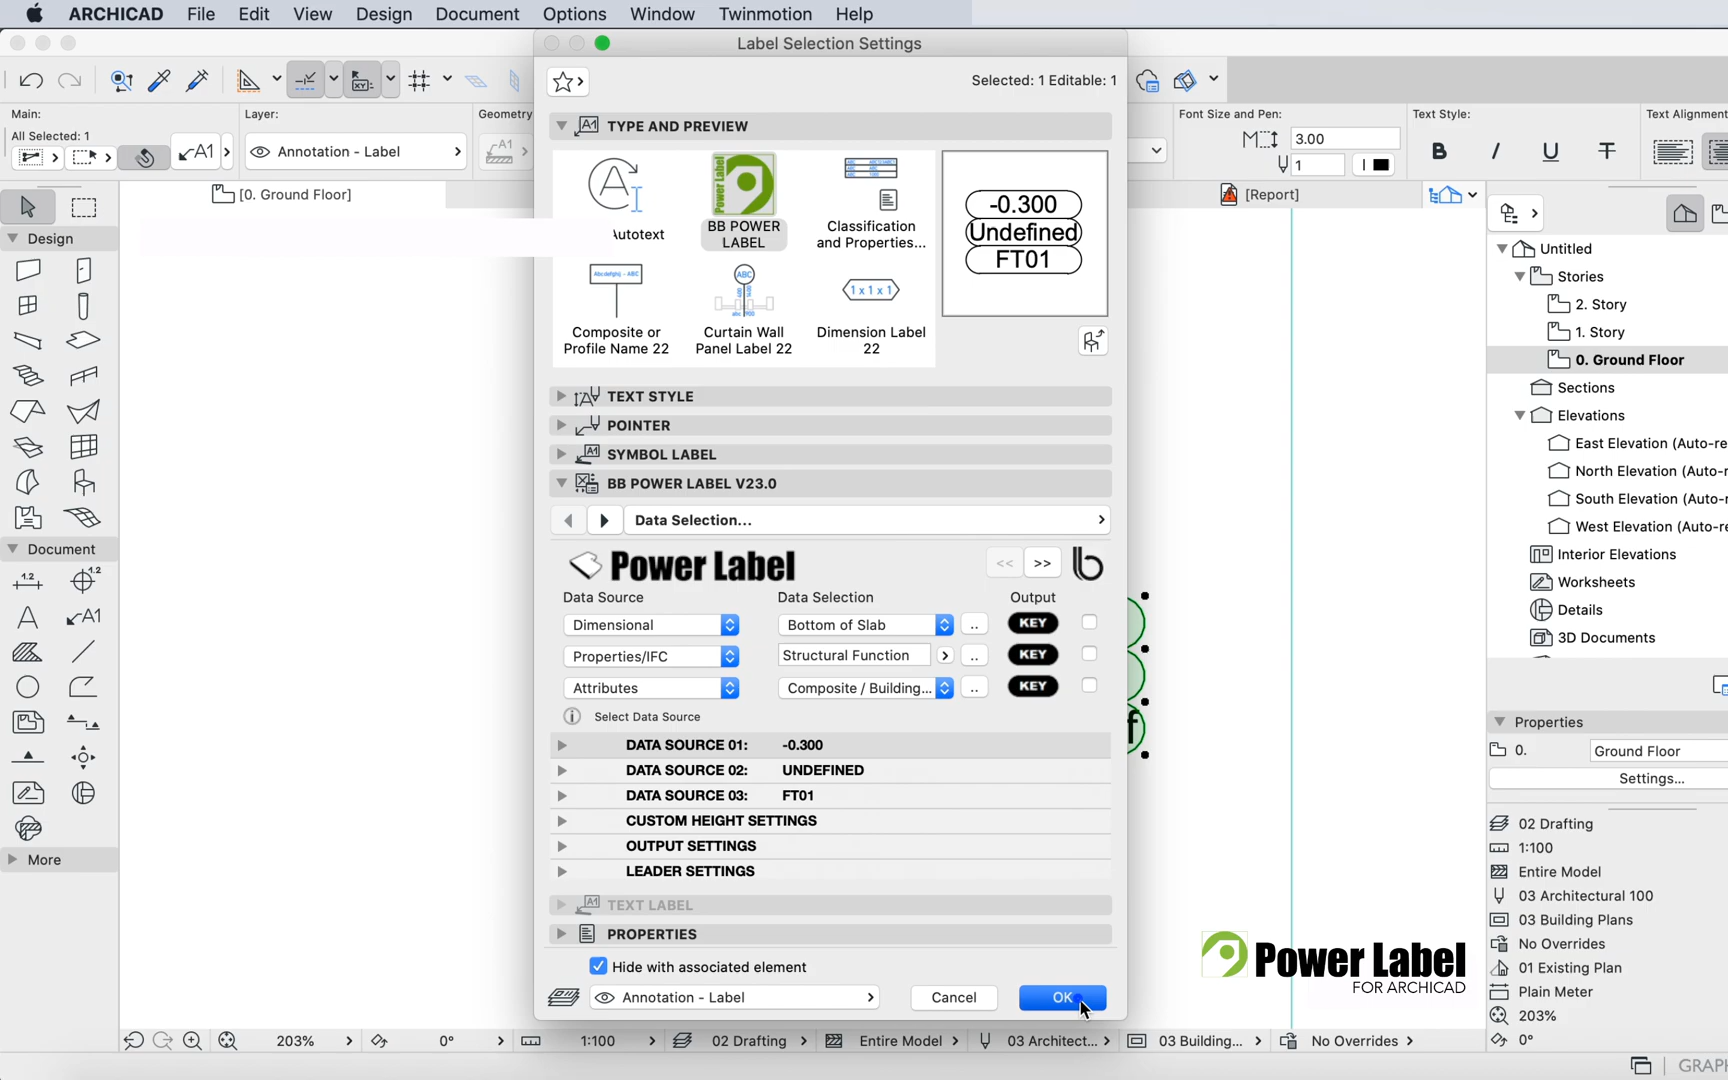 ARCHICAD File Edit View Design Document Options Window Twinmotion Help
Label Selection Settings
Selected: 1 Editable: 1
Main:
All Selected: 1
A1
Layer:
Annotation - Label
Geometry
Font Size and Pen:
3.00
1
Text Style:
B I U T
Text Alignment
[0. Ground Floor]
[Report]
TYPE AND PREVIEW
Autotext
BB POWER
LABEL
Classification
and Properties...
Composite or
Profile Name 22
Curtain Wall
Panel Label 22
Dimension Label
22
-0.300
Undefined
FT01
TEXT STYLE
POINTER
SYMBOL LABEL
BB POWER LABEL V23.0
Data Selection...
Power Label
<< >>
Data Source Data Selection Output
Dimensional Bottom of Slab .. KEY
Properties/IFC Structural Function .. KEY
Attributes Composite / Building... .. KEY
Select Data Source
DATA SOURCE 01: -0.300
DATA SOURCE 02: UNDEFINED
DATA SOURCE 03: FT01
CUSTOM HEIGHT SETTINGS
OUTPUT SETTINGS
LEADER SETTINGS
TEXT LABEL
PROPERTIES
Hide with associated element
Annotation - Label
Cancel OK
Design
Document
More
Untitled
Stories
2. Story
1. Story
0. Ground Floor
Sections
Elevations
East Elevation (Auto-re
North Elevation (Auto-r
South Elevation (Auto-r
West Elevation (Auto-re
Interior Elevations
Worksheets
Details
3D Documents
Properties
0. Ground Floor
Settings...
02 Drafting
1:100
Entire Model
03 Architectural 100
03 Building Plans
No Overrides
01 Existing Plan
Plain Meter
203%
0°
Power Label
FOR ARCHICAD
203% 0° 1:100 02 Drafting Entire Model 03 Architect... 03 Building... No Overrides
GRAPH